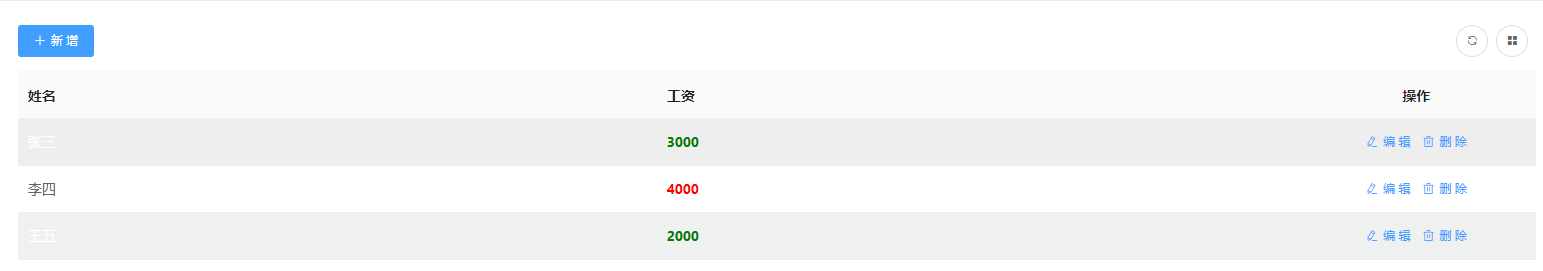 新增
姓名 工资 操作
张三 3000 编辑 删除
李四 4000 编辑 删除
王五 2000 编辑 删除